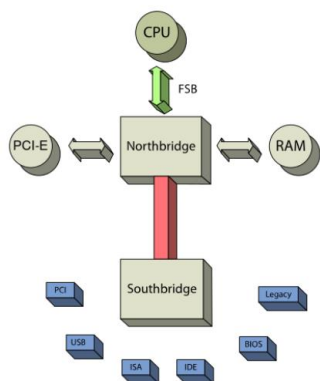 CPU
FSB
PCI-E
Northbridge
RAM
Southbridge
PCI
Legacy
USB
BIOS
ISA
IDE